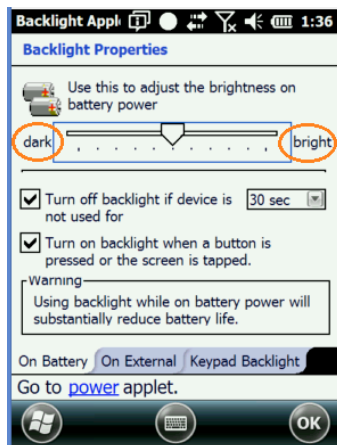 Backlight Appl 1:36
Backlight Properties
Use this to adjust the brightness on
battery power
dark bright
Turn off backlight if device is 30 sec
not used for
Turn on backlight when a button is
pressed or the screen is tapped.
Warning
Using backlight while on battery power will
substantially reduce battery life.
On Battery On External Keypad Backlight
Go to power applet.
OK